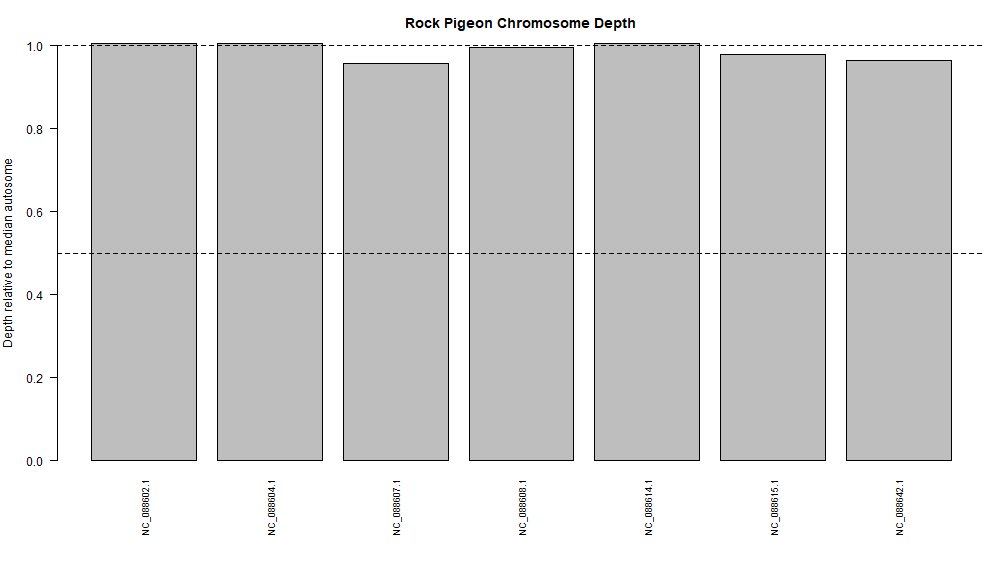 Rock Pigeon Chromosome Depth
Depth relative to median autosome
1.0
0.8
0.6
0.4
0.2
0.0
NC_088602.1
NC_088604.1
NC_088607.1
NC_088608.1
NC_088614.1
NC_088615.1
NC_088642.1